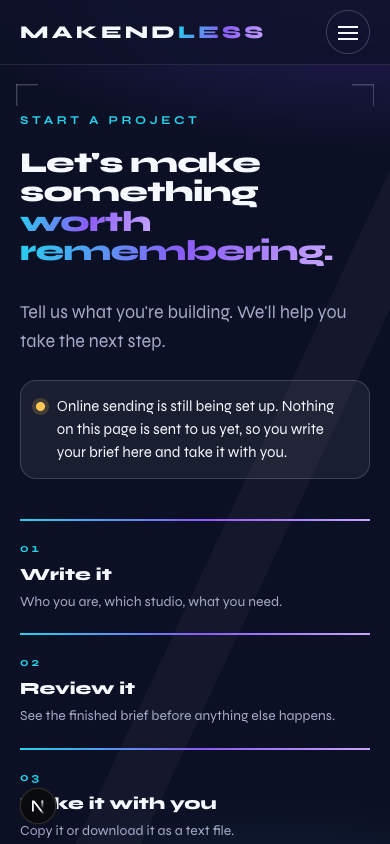 MAKENDLESS
START A PROJECT
Let's make
something
worth
remembering.
Tell us what you're building. We'll help you
take the next step.
Online sending is still being set up. Nothing
on this page is sent to us yet, so you write
your brief here and take it with you.
01
Write it
Who you are, which studio, what you need.
02
Review it
See the finished brief before anything else happens.
03
N
ke it with you
Copy it or download it as a text file.